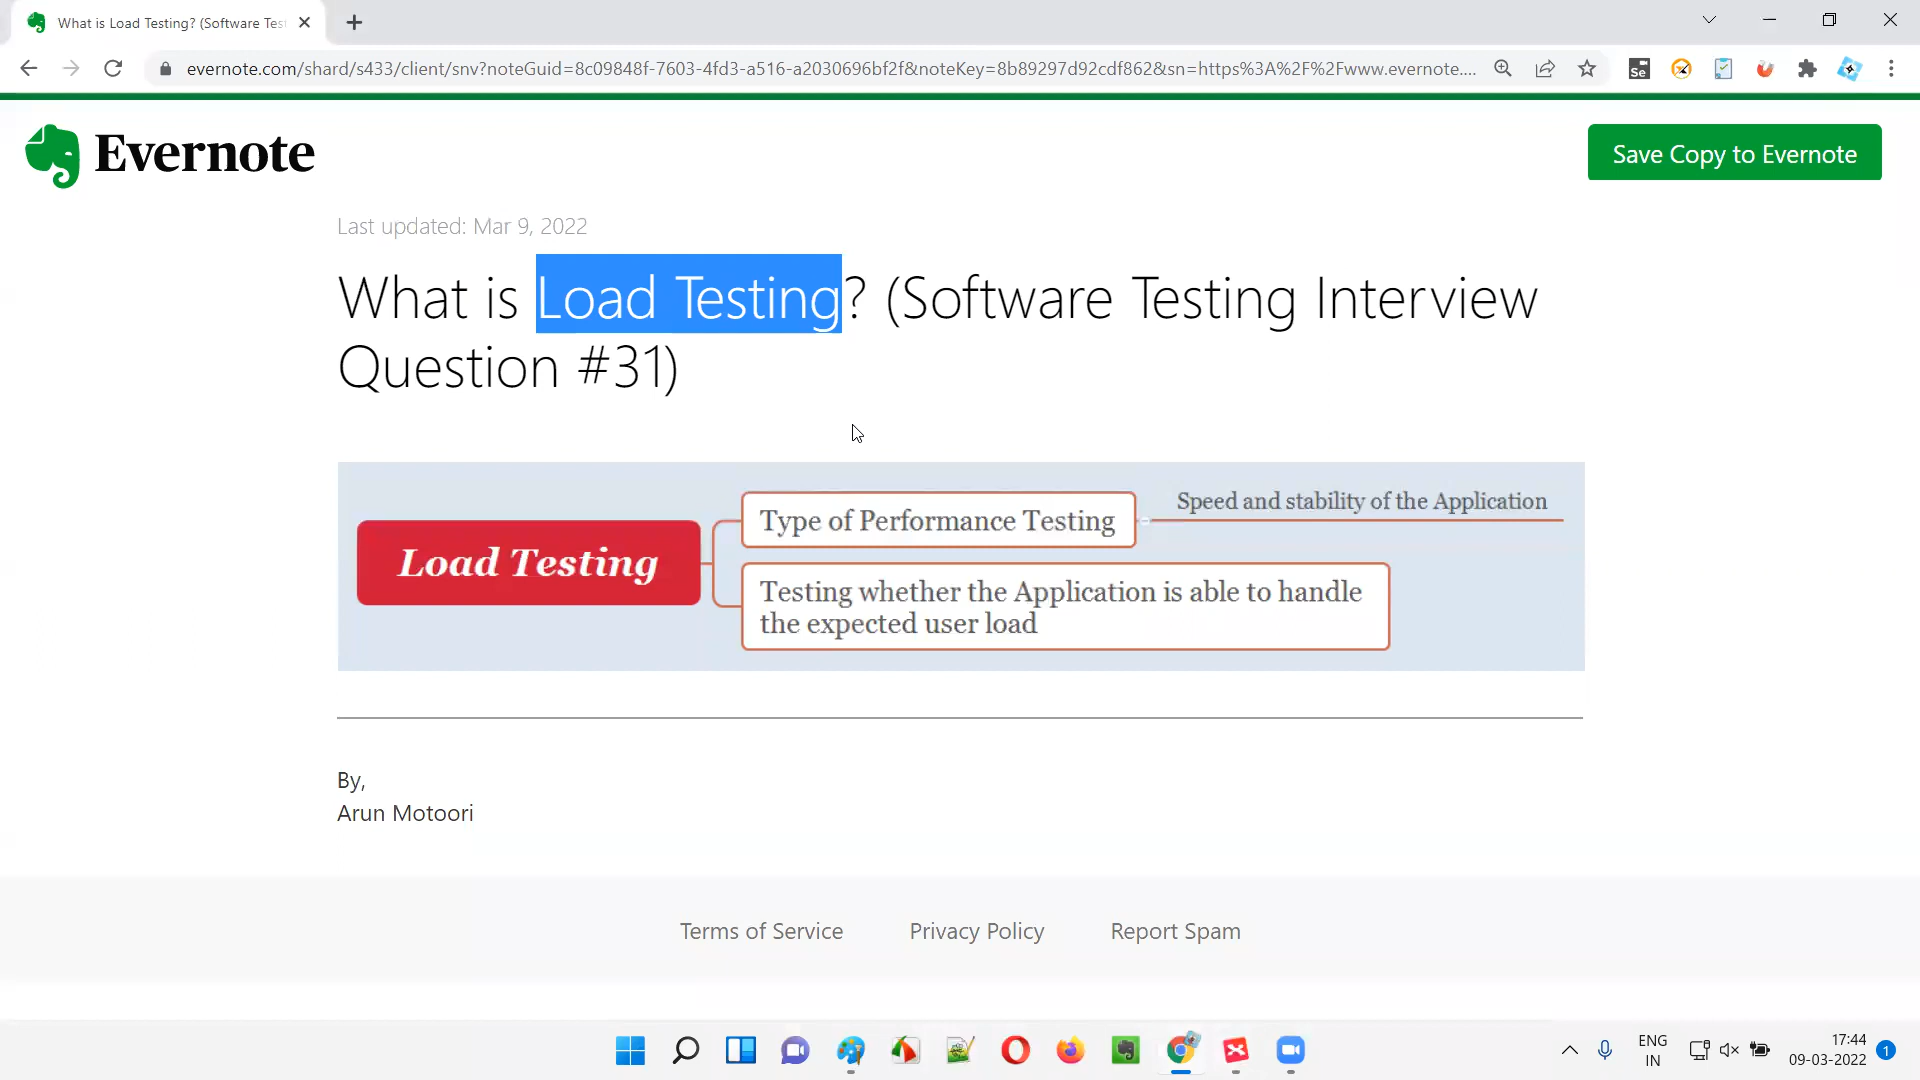 What is Load Testing? (Software Tes
evernote.com/shard/s433/client/snv?noteGuid=8c09848f-7603-4fd3-a516-a2030696bf2f&noteKey=8b89297d92cdf862&sn=https%3A%2F%2Fwww.evernote....
Se
Evernote
Save Copy to Evernote
Last updated: Mar 9, 2022
What is Load Testing? (Software Testing Interview
Question #31)
Load Testing
Type of Performance Testing
Speed and stability of the Application
Testing whether the Application is able to handle
the expected user load
By,
Arun Motoori
Terms of Service
Privacy Policy
Report Spam
ENG
IN
17:44
09-03-2022
1